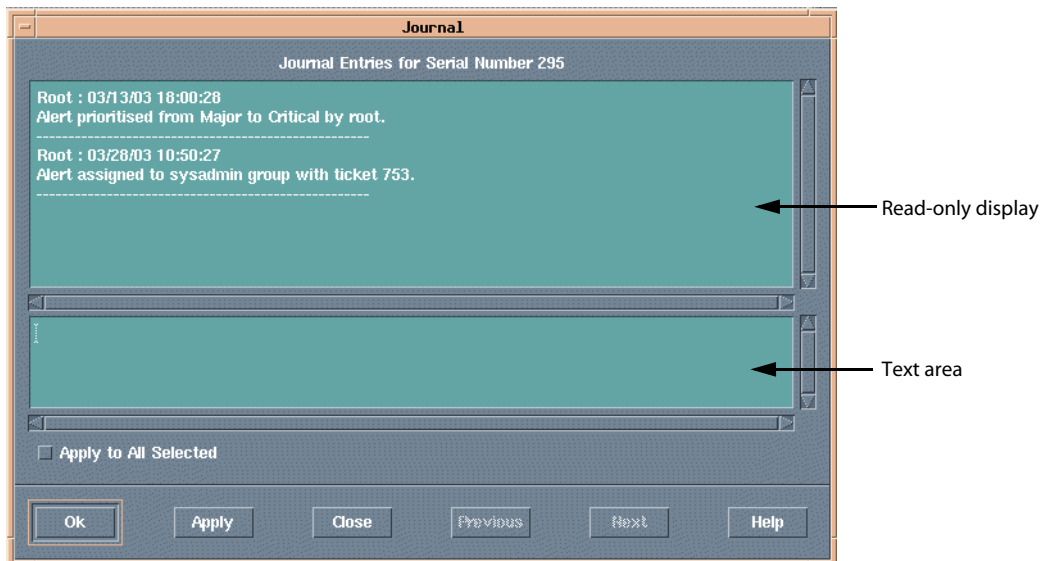 Journal
Journal Entries for Serial Number 295
Root : 03/13/03 18:00:28
Alert prioritised from Major to Critical by root.
----------------------------------------------------
Root : 03/28/03 10:50:27
Alert assigned to sysadmin group with ticket 753.
----------------------------------------------------
Read-only display
Text area
Apply to All Selected
Ok Apply Close Previous Next Help